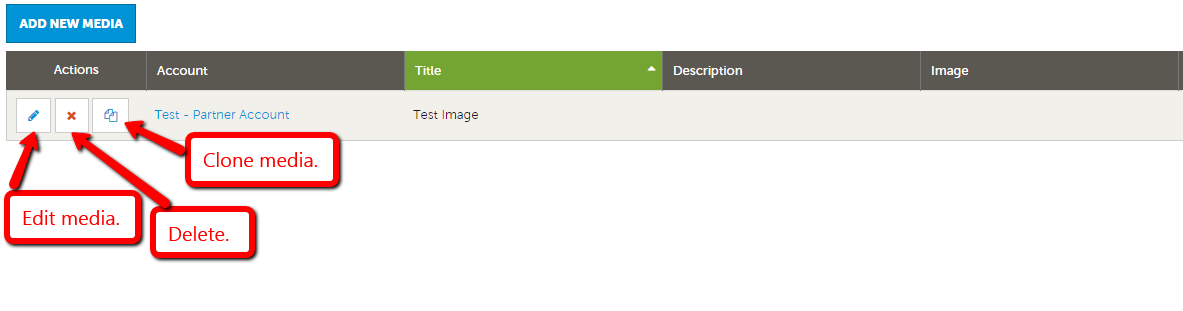 ADD NEW MEDIA
Actions Account Title Description Image
Test - Partner Account Test Image
Clone media.
Edit media.
Delete.